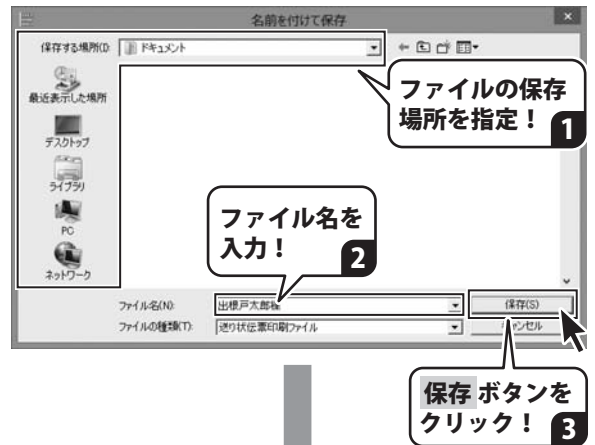 名前を付けて保存
×
保存する場所(I):
ドキュメント
最近表示した場所
デスクトップ
ライブラリ
PC
ネットワーク
ファイルの保存
場所を指定！
1
ファイル名を
入力！
2
ファイル名(N):
出根戸太郎様
保存(S)
ファイルの種類(T):
送り状伝票印刷ファイル
キャンセル
保存 ボタンを
クリック！
3